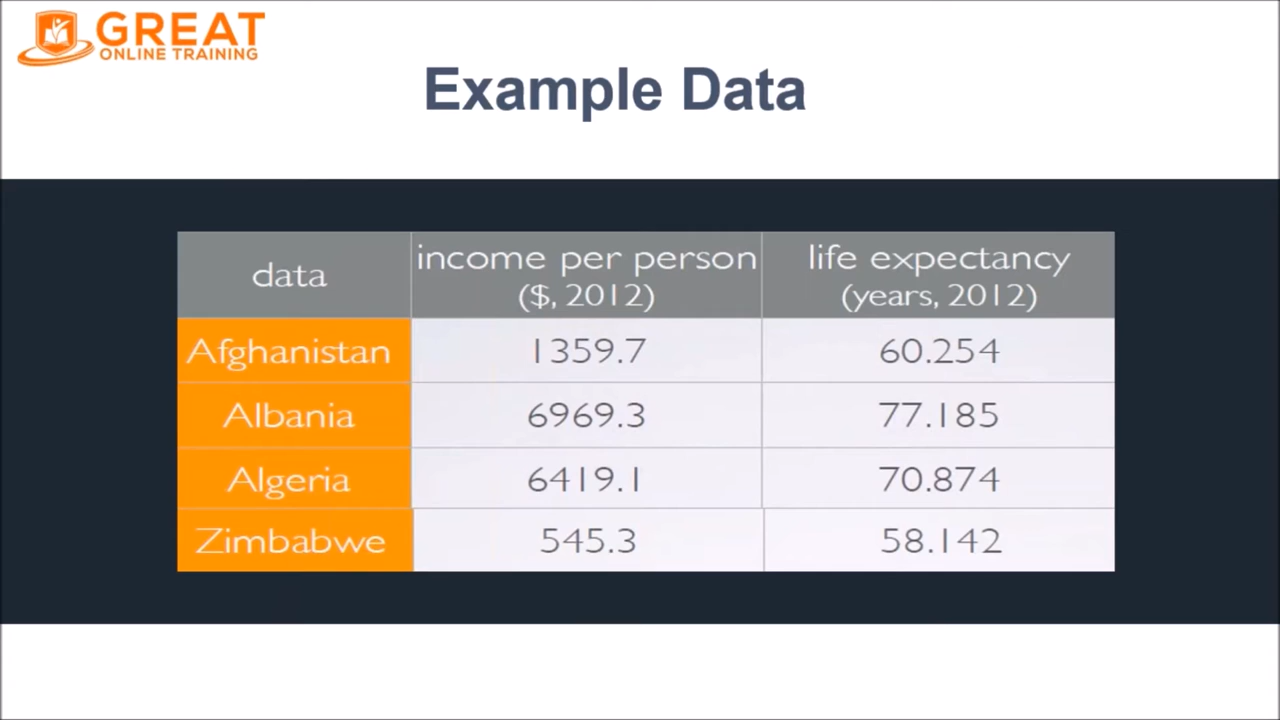 GREAT
ONLINE TRAINING
Example Data
data
income per person
($, 2012)
life expectancy
(years, 2012)
Afghanistan 1359.7 60.254
Albania 6969.3 77.185
Algeria 6419.1 70.874
Zimbabwe 545.3 58.142